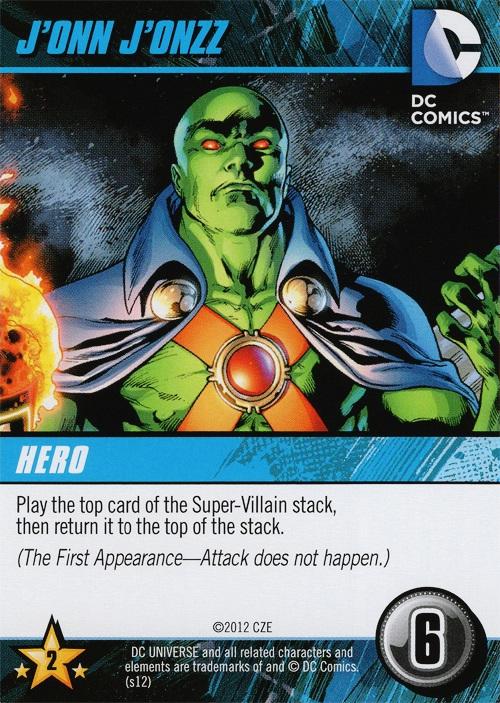 J'ONN J'ONZZ
DC
COMICS™
HERO
Play the top card of the Super-Villain stack,
then return it to the top of the stack.
(The First Appearance—Attack does not happen.)
©2012 CZE
2
DC UNIVERSE and all related characters and
elements are trademarks of and © DC Comics.
(s12)
6